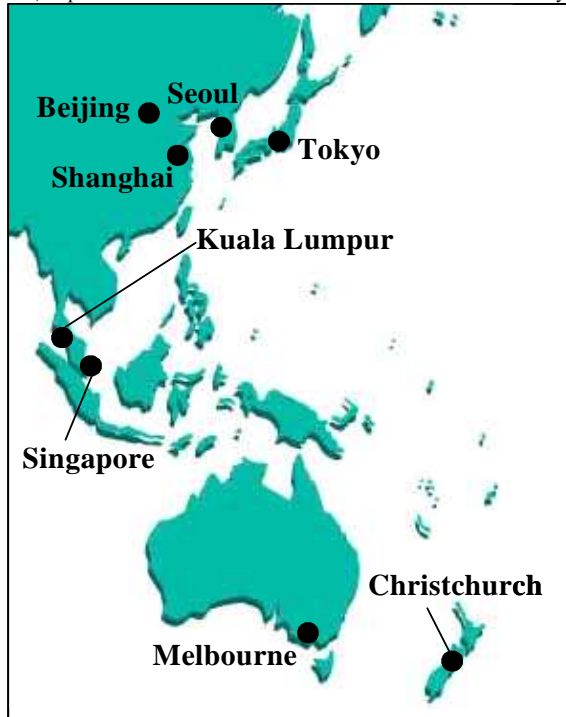 Seoul
Beijing
Tokyo
Shanghai
Kuala Lumpur
Singapore
Christchurch
Melbourne